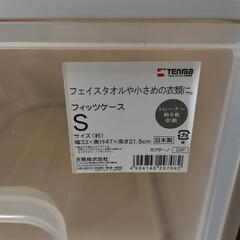 TENMA
フェイスタオルや小さめの衣類に。
フィッツケース
トレーナー
約6枚
収納
S
サイズ(約)
幅33×奥行47×高さ21.5cm
日本製
天馬株式会社
カプチーノ CAP